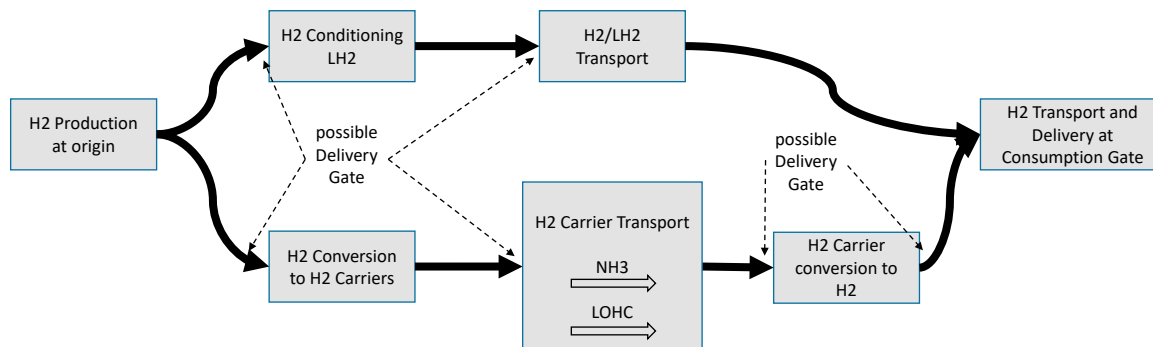 H2 Conditioning
LH2
H2/LH2
Transport
H2 Production
at origin
possible
Delivery
Gate
possible
Delivery
Gate
H2 Transport and
Delivery at
Consumption Gate
H2 Conversion
to H2 Carriers
H2 Carrier Transport
NH3
LOHC
H2 Carrier
conversion to
H2